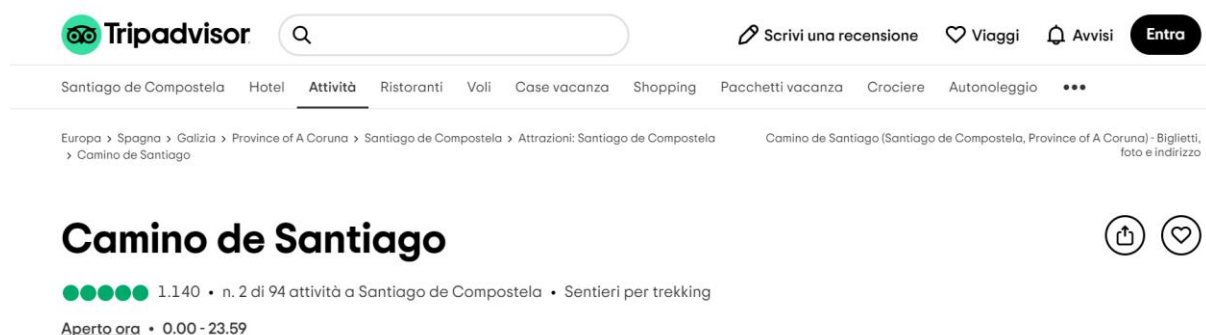 Tripadvisor
Scrivi una recensione Viaggi Avvisi Entra
Santiago de Compostela Hotel Attività Ristoranti Voli Case vacanza Shopping Pacchetti vacanza Crociere Autonoleggio •••
Europa > Spagna > Galizia > Province of A Coruna > Santiago de Compostela > Attrazioni: Santiago de Compostela
> Camino de Santiago
Camino de Santiago (Santiago de Compostela, Province of A Coruna) - Biglietti,
foto e indirizzo
Camino de Santiago
1.140 • n. 2 di 94 attività a Santiago de Compostela • Sentieri per trekking
Aperto ora • 0.00 - 23.59